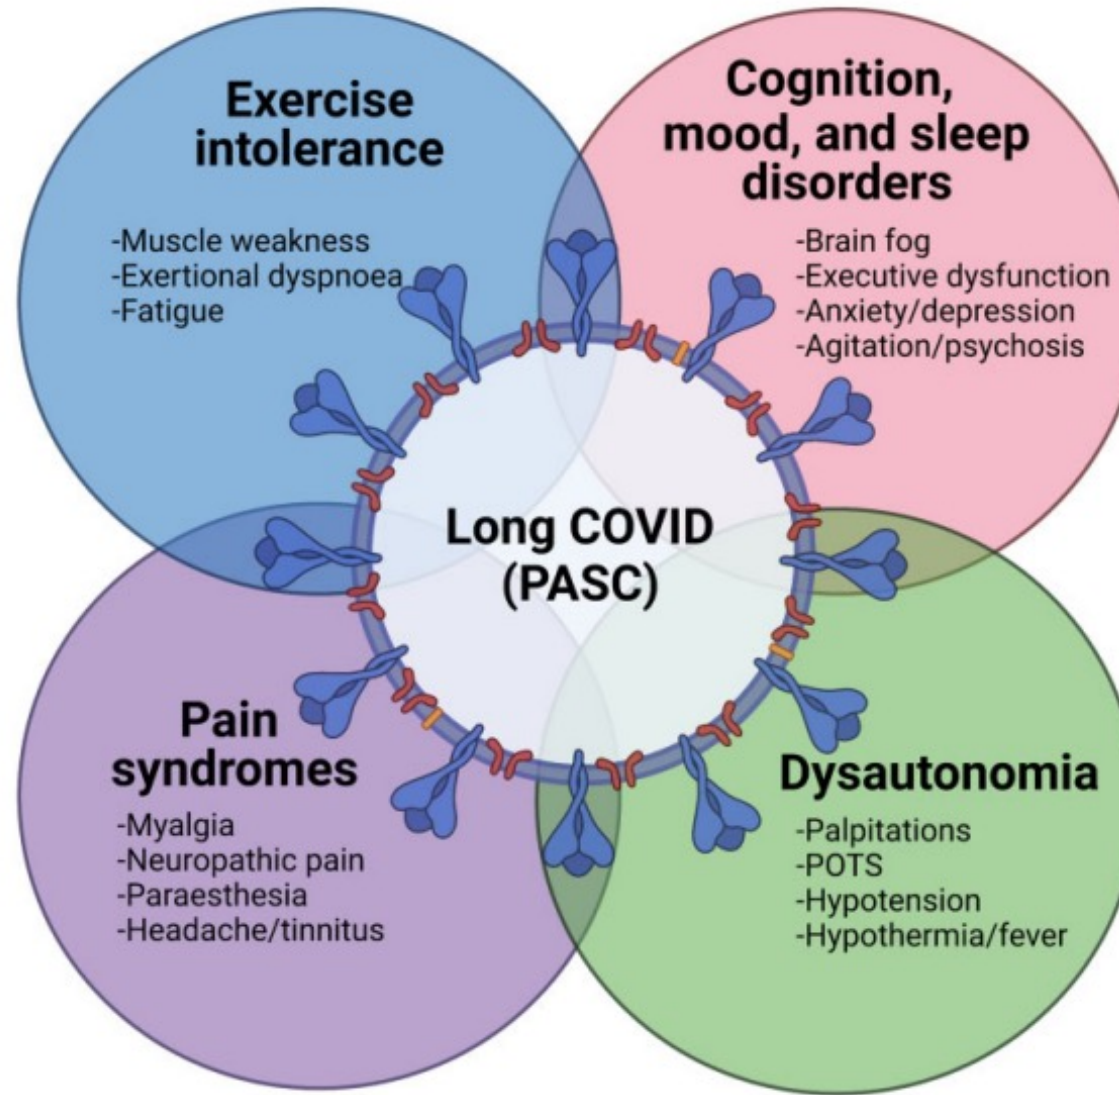 Exercise
intolerance
-Muscle weakness
-Exertional dyspnoea
-Fatigue
Cognition,
mood, and sleep
disorders
-Brain fog
-Executive dysfunction
-Anxiety/depression
-Agitation/psychosis
Long COVID
(PASC)
Pain
syndromes
-Myalgia
-Neuropathic pain
-Paraesthesia
-Headache/tinnitus
Dysautonomia
-Palpitations
-POTS
-Hypotension
-Hypothermia/fever